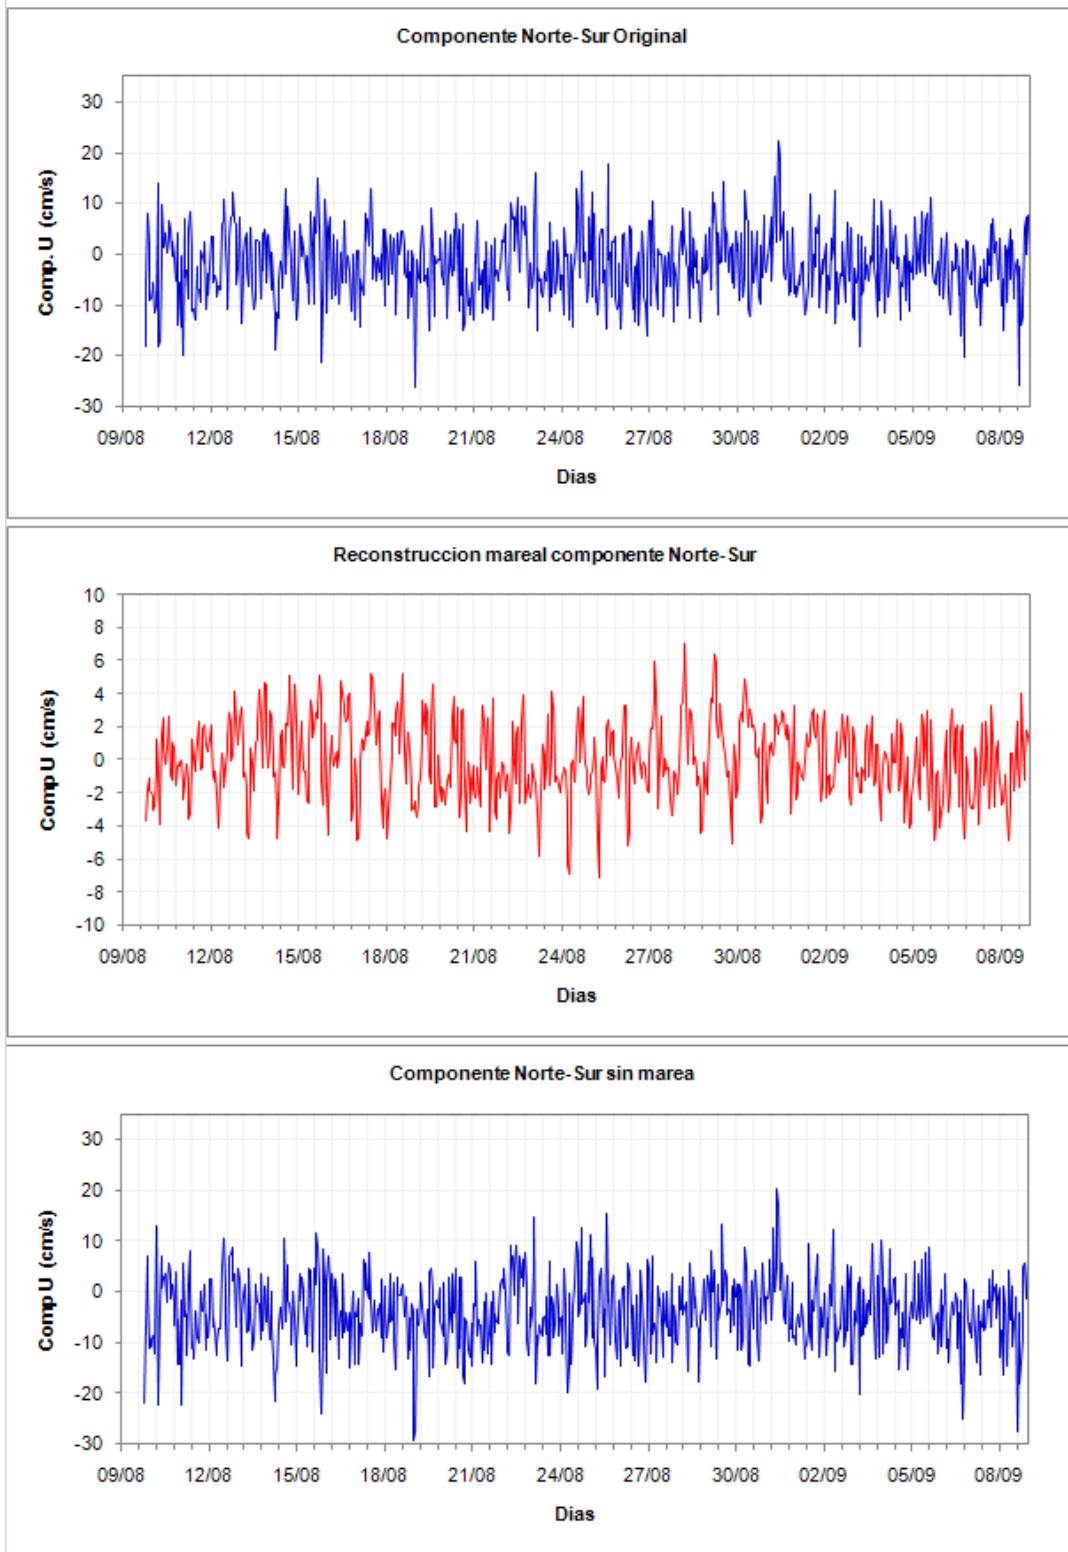 Componente Norte-Sur Original
Comp. U (cm/s)
30
20
10
0
-10
-20
-30
09/08 12/08 15/08 18/08 21/08 24/08 27/08 30/08 02/09 05/09 08/09
Dias
Reconstruccion mareal componente Norte-Sur
Comp U (cm/s)
10
8
6
4
2
0
-2
-4
-6
-8
-10
09/08 12/08 15/08 18/08 21/08 24/08 27/08 30/08 02/09 05/09 08/09
Dias
Componente Norte-Sur sin marea
Comp U (cm/s)
30
20
10
0
-10
-20
-30
09/08 12/08 15/08 18/08 21/08 24/08 27/08 30/08 02/09 05/09 08/09
Dias